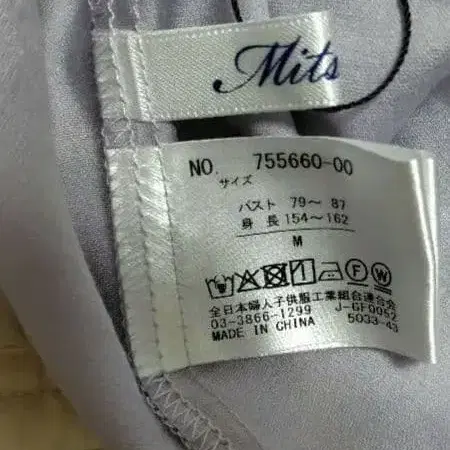 Mits
NO. 755660-00
サイズ
バスト 79~ 87
身 長 154~162
M
F W
全日本婦人子供服工業組合連合会
03-3866-1299 J-GF0052
MADE IN CHINA 5033-43